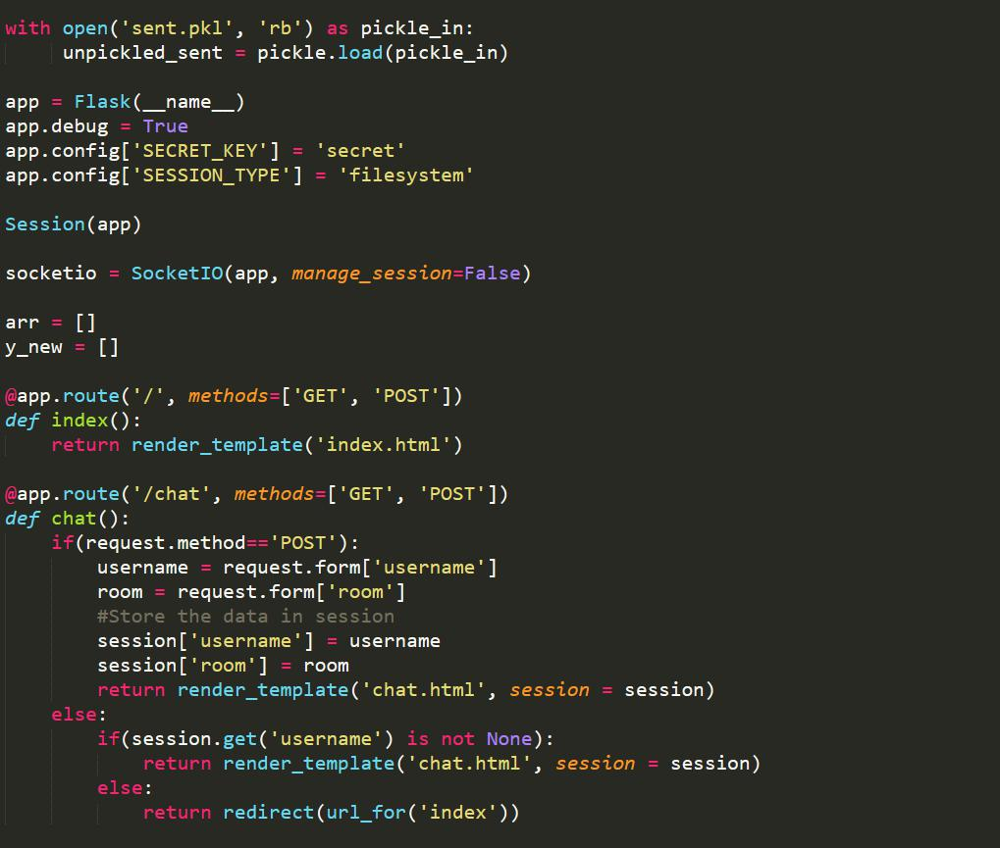 with open('sent.pkl', 'rb') as pickle_in:
     unpickled_sent = pickle.load(pickle_in)

app = Flask(__name__)
app.debug = True
app.config['SECRET_KEY'] = 'secret'
app.config['SESSION_TYPE'] = 'filesystem'

Session(app)

socketio = SocketIO(app, manage_session=False)

arr = []
y_new = []

@app.route('/', methods=['GET', 'POST'])
def index():
    return render_template('index.html')

@app.route('/chat', methods=['GET', 'POST'])
def chat():
    if(request.method=='POST'):
        username = request.form['username']
        room = request.form['room']
        #Store the data in session
        session['username'] = username
        session['room'] = room
        return render_template('chat.html', session = session)
    else:
        if(session.get('username') is not None):
            return render_template('chat.html', session = session)
        else:
            return redirect(url_for('index'))